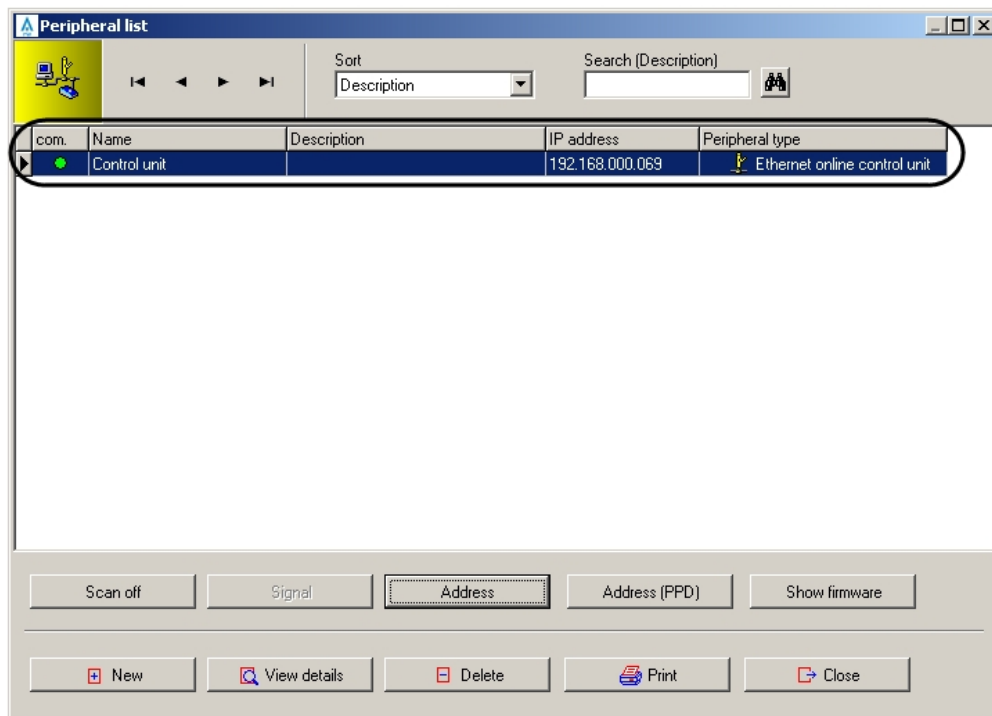 Peripheral list
Sort
Search (Description)
Description
com. Name Description IP address Peripheral type
Control unit 192.168.000.069 Ethernet online control unit
Scan off Signal Address Address (PPD) Show firmware
New View details Delete Print Close